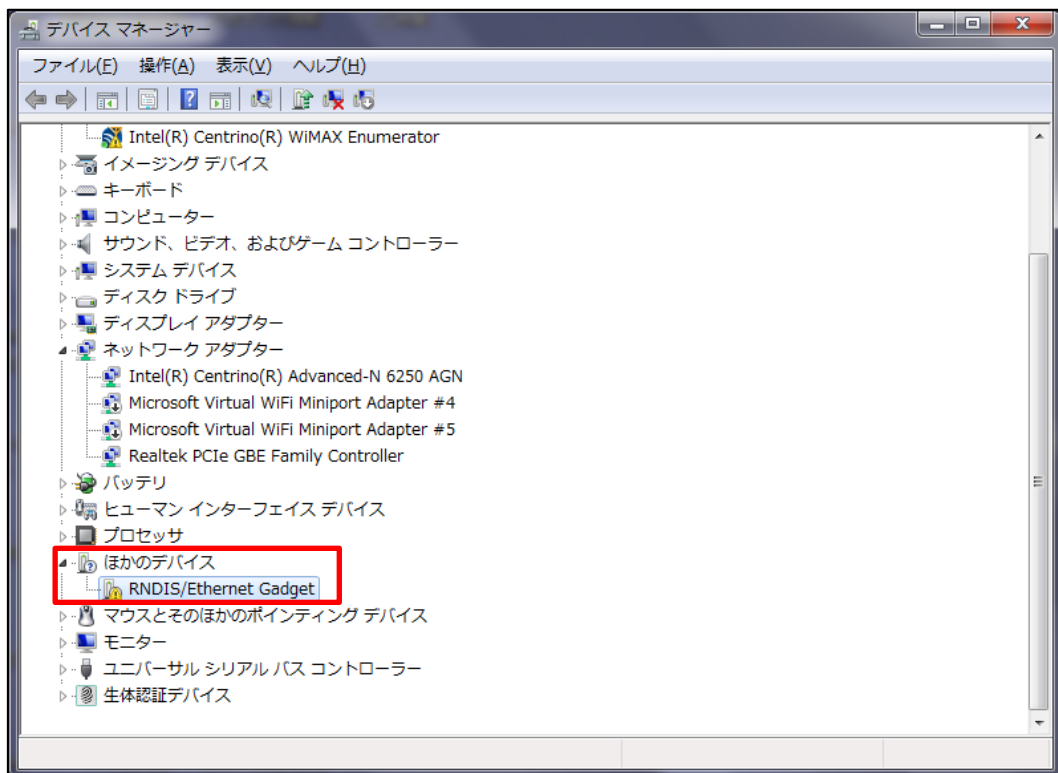 デバイス マネージャー
ファイル(F) 操作(A) 表示(V) ヘルプ(H)
Intel(R) Centrino(R) WiMAX Enumerator
イメージング デバイス
キーボード
コンピューター
サウンド、ビデオ、およびゲーム コントローラー
システム デバイス
ディスク ドライブ
ディスプレイ アダプター
ネットワーク アダプター
Intel(R) Centrino(R) Advanced-N 6250 AGN
Microsoft Virtual WiFi Miniport Adapter #4
Microsoft Virtual WiFi Miniport Adapter #5
Realtek PCIe GBE Family Controller
バッテリ
ヒューマン インターフェイス デバイス
プロセッサ
ほかのデバイス
RNDIS/Ethernet Gadget
マウスとそのほかのポインティング デバイス
モニター
ユニバーサル シリアル バス コントローラー
生体認証デバイス